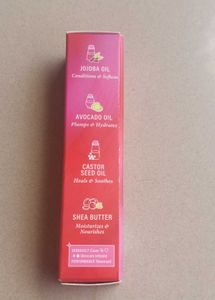 JOJOBA OIL
Conditions & Softens
AVOCADO OIL
Plumps & Hydrates
CASTOR
SEED OIL
Heals & Soothes
SHEA BUTTER
Moisturizes &
Nourishes